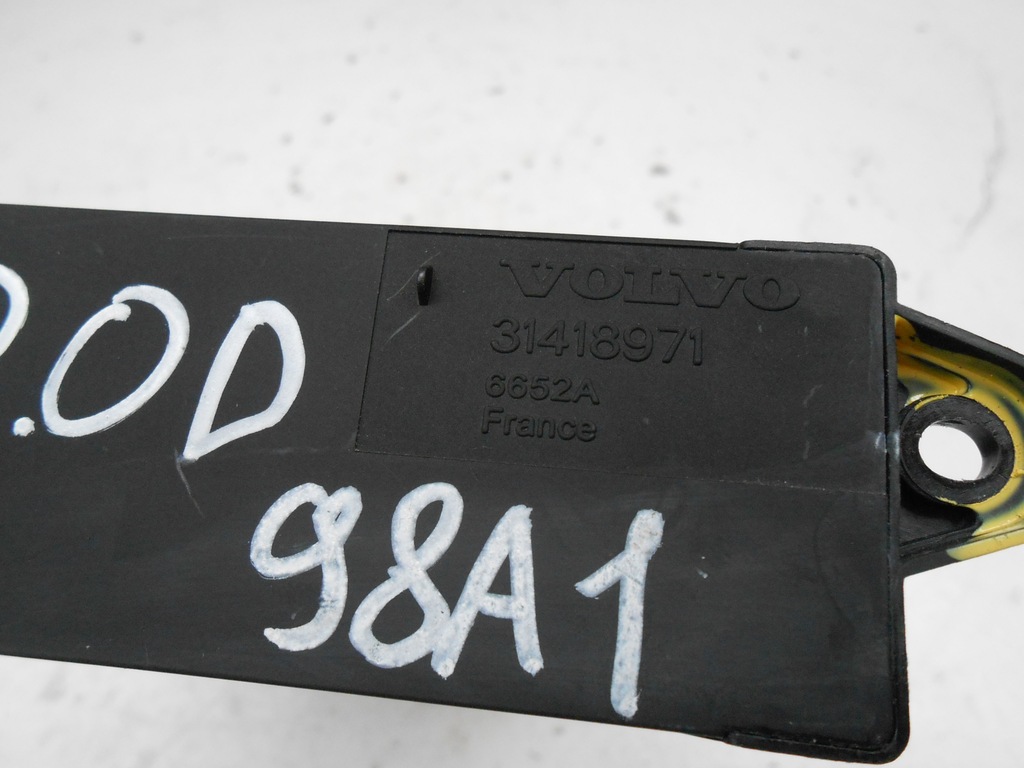 VOLVO
31418971
6652A
France
.0D
98A1